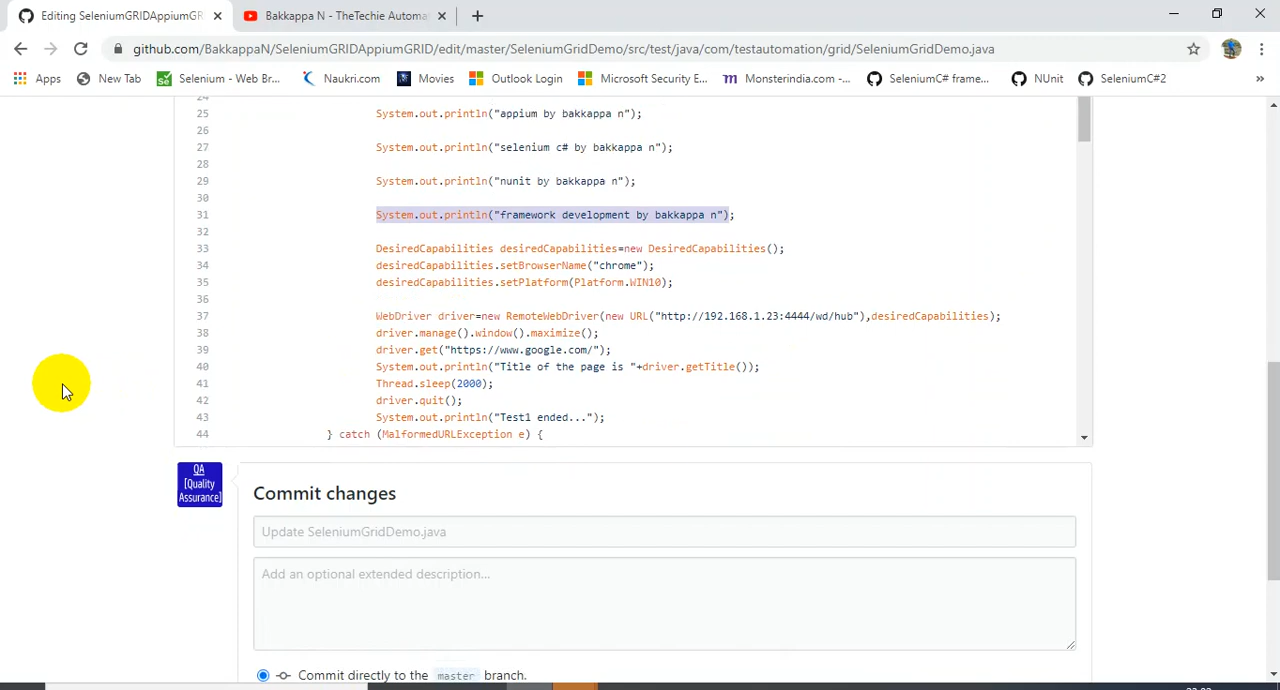 Editing SeleniumGRIDAppiumGR
Bakkappa N - TheTechie Automa
github.com/BakkappaN/SeleniumGRIDAppiumGRID/edit/master/SeleniumGridDemo/src/test/java/com/testautomation/grid/SeleniumGridDemo.java
Apps New Tab Selenium - Web Br... Naukri.com Movies Outlook Login Microsoft Security E... Monsterindia.com -... SeleniumC# frame... NUnit SeleniumC#2 »
24
25 System.out.println("appium by bakkappa n");
26
27 System.out.println("selenium c# by bakkappa n");
28
29 System.out.println("nunit by bakkappa n");
30
31 System.out.println("framework development by bakkappa n");
32
33 DesiredCapabilities desiredCapabilities=new DesiredCapabilities();
34 desiredCapabilities.setBrowserName("chrome");
35 desiredCapabilities.setPlatform(Platform.WIN10);
36
37 WebDriver driver=new RemoteWebDriver(new URL("http://192.168.1.23:4444/wd/hub"),desiredCapabilities);
38 driver.manage().window().maximize();
39 driver.get("https://www.google.com/");
40 System.out.println("Title of the page is "+driver.getTitle());
41 Thread.sleep(2000);
42 driver.quit();
43 System.out.println("Test1 ended...");
44 } catch (MalformedURLException e) {
QA
[Quality
Assurance]
Commit changes
Update SeleniumGridDemo.java
Add an optional extended description...
Commit directly to the master branch.